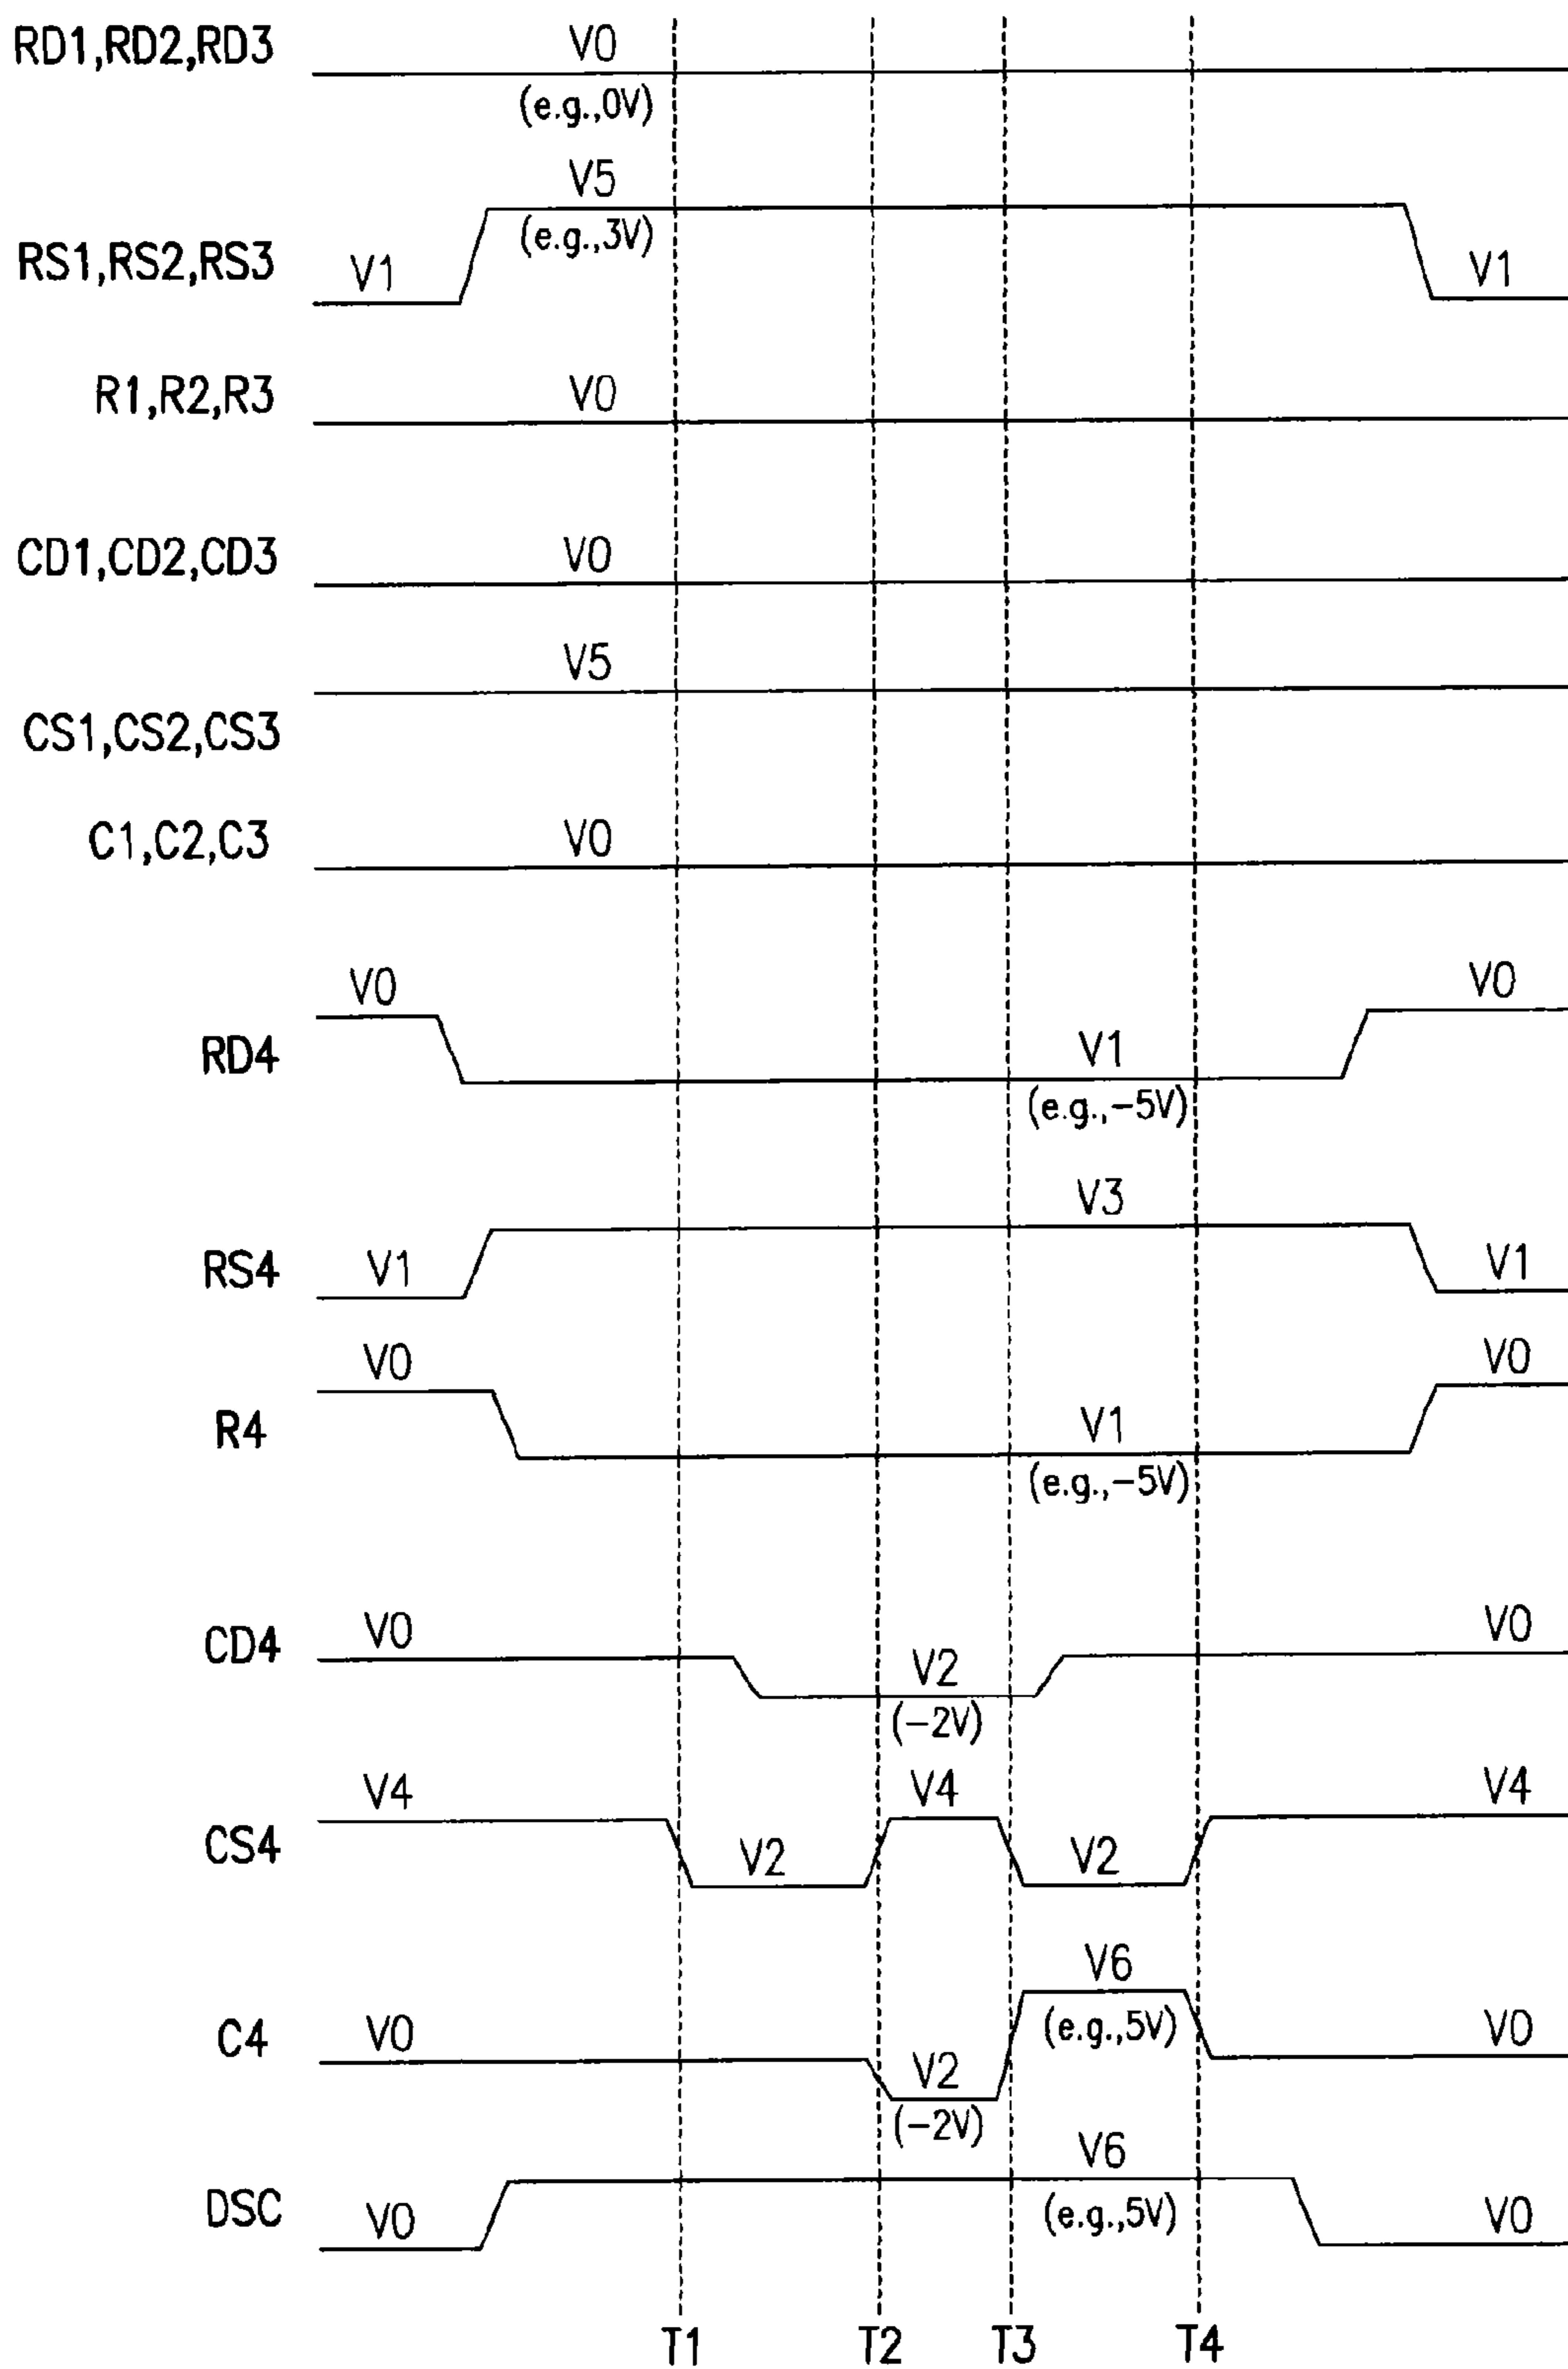 RD1,RD2,RD3 V0
(e.g.,0V)
V5
(e.g.,3V)
RS1,RS2,RS3 V1 V1
R1,R2,R3 V0
CD1,CD2,CD3 V0
V5
CS1,CS2,CS3
C1,C2,C3 V0
V0 V0
RD4 V1
(e.g.,-5V)
V3
RS4 V1 V1
V0 V0
R4 V1
(e.g.,-5V)
CD4 V0 V2 V0
(-2V)
V4 V4 V4
CS4 V2 V2
V6
(e.g.,5V)
C4 V0 V2 V0
(-2V)
V6
DSC V0 (e.g.,5V) V0
T1 T2 T3 T4